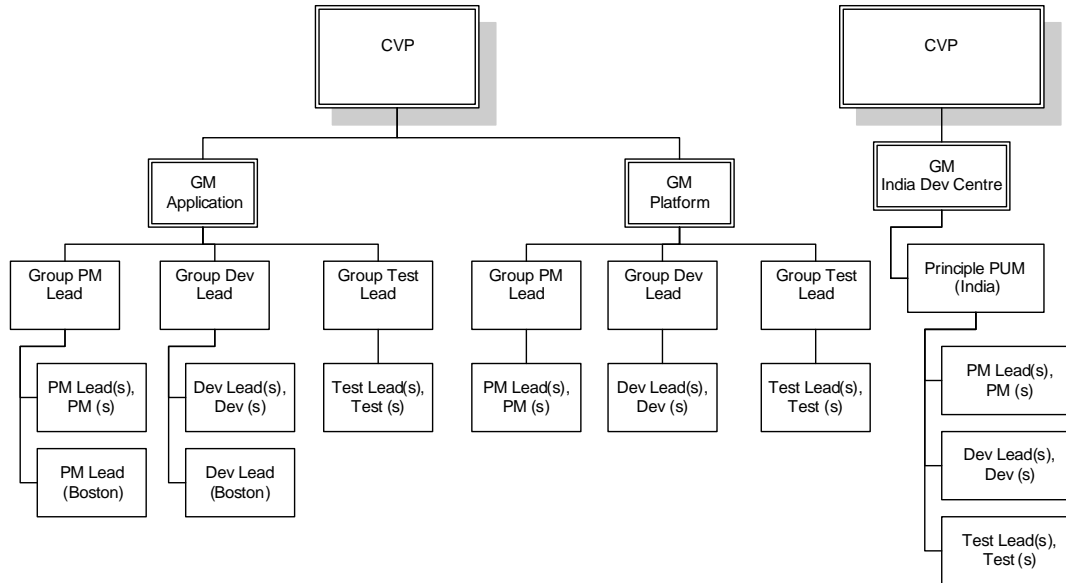 CVP
CVP
GM
Application
GM
Platform
GM
India Dev Centre
Group PM
Lead
Group Dev
Lead
Group Test
Lead
Group PM
Lead
Group Dev
Lead
Group Test
Lead
Principle PUM
(India)
PM Lead(s),
PM (s)
Dev Lead(s),
Dev (s)
Test Lead(s),
Test (s)
PM Lead(s),
PM (s)
Dev Lead(s),
Dev (s)
Test Lead(s),
Test (s)
PM Lead(s),
PM (s)
PM Lead
(Boston)
Dev Lead
(Boston)
Dev Lead(s),
Dev (s)
Test Lead(s),
Test (s)